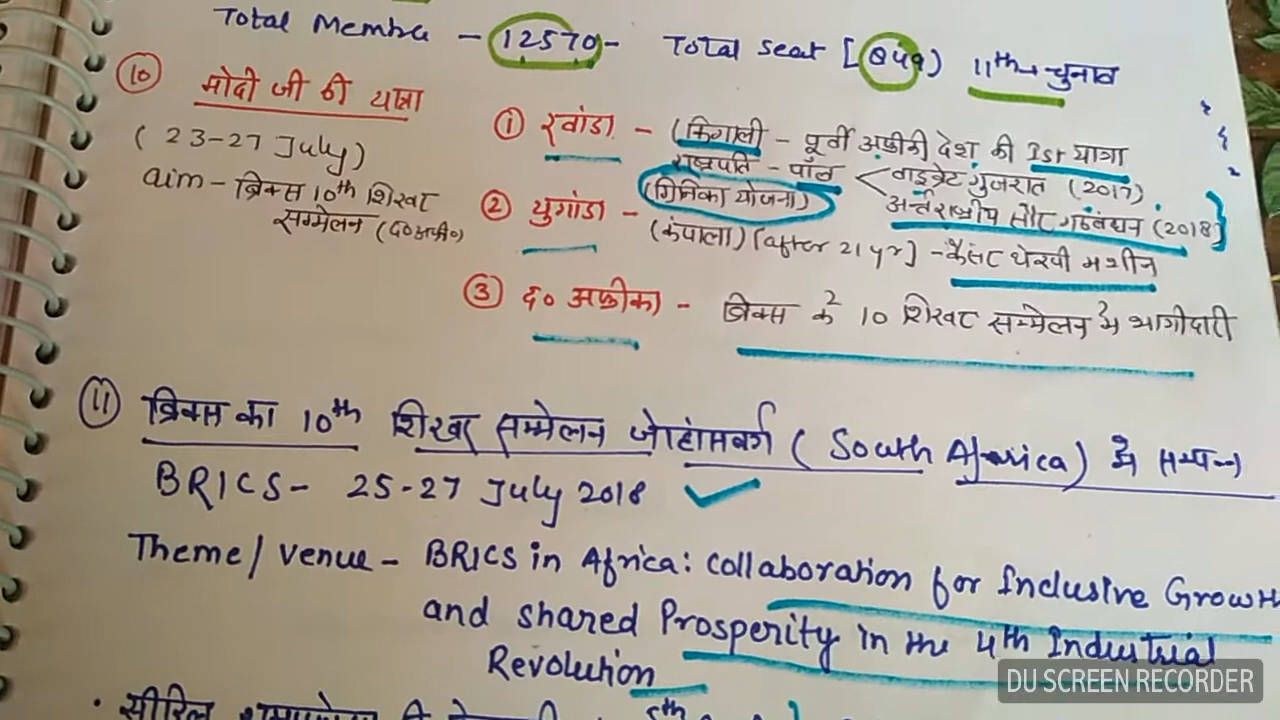 Total Membre - 12570 - Total seat [849) 11th → चुनाव
(10) मोदी जी की यात्रा
(23-27 July)
aim - ब्रिक्स 10th शिखर
सम्मेलन (द०अफ्री०)
① रवांडा - (किगाली - पूर्वी अफ्रीकी देश की 1st यात्रा
राष्ट्रपति - पॉल < वाइब्रेंट गुजरात (2017)
(गिरिंका योजना) अर्न्तराष्ट्रीय सौर गठबंधन (2018)
② युगांडा - (कंपाला) [after 21 yr] - कैंसर थेरेपी मशीन
③ द० अफ्रीका - ब्रिक्स के 10 शिखर सम्मेलन में भागीदारी
(11) ब्रिक्स का 10th शिखर सम्मेलन जोहांसबर्ग (South Africa) में सम्पन्न
BRICS - 25-27 July 2018 ✓
Theme/Venue - BRICS in Africa: Collaboration for Inclusive Growth
and shared Prosperity in the 4th Industrial
Revolution
DU SCREEN RECORDER